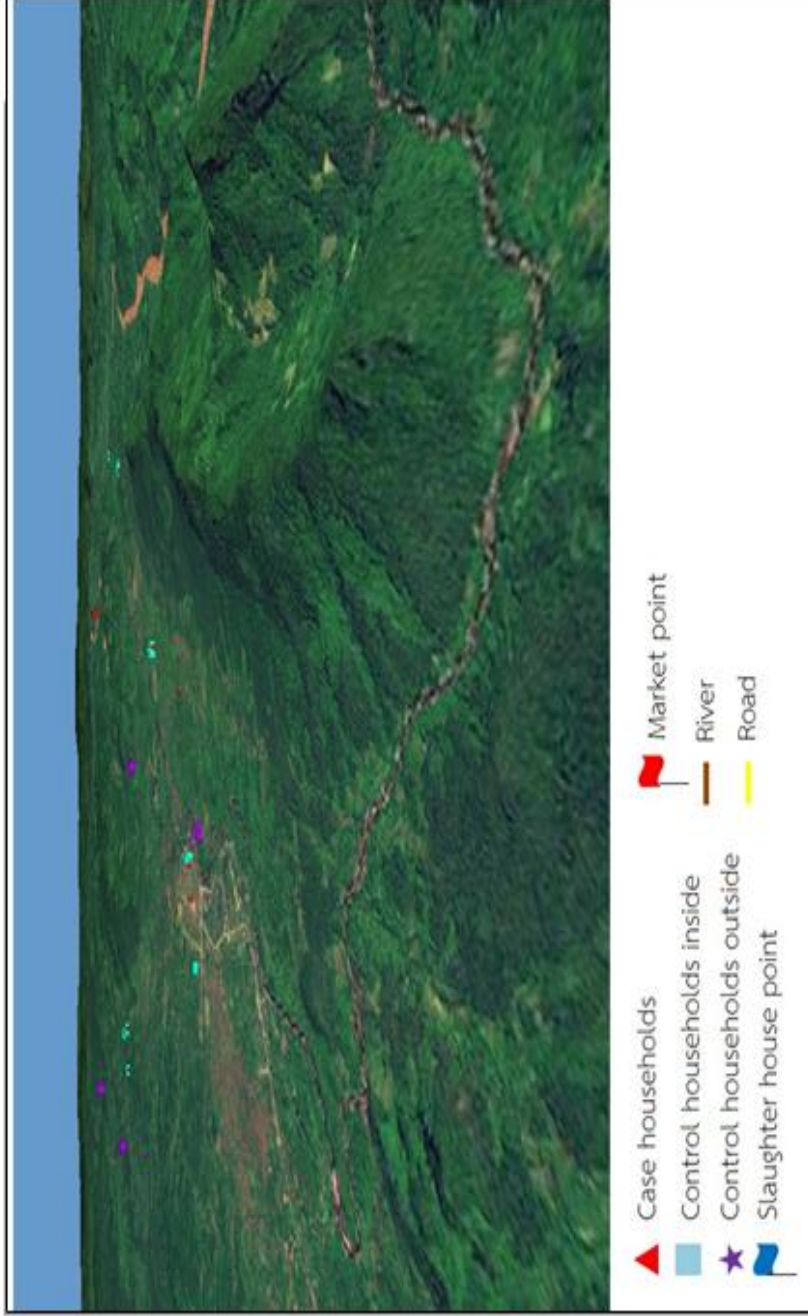 Case households
Control households inside
Control households outside
Slaughter house point
Market point
River
Road